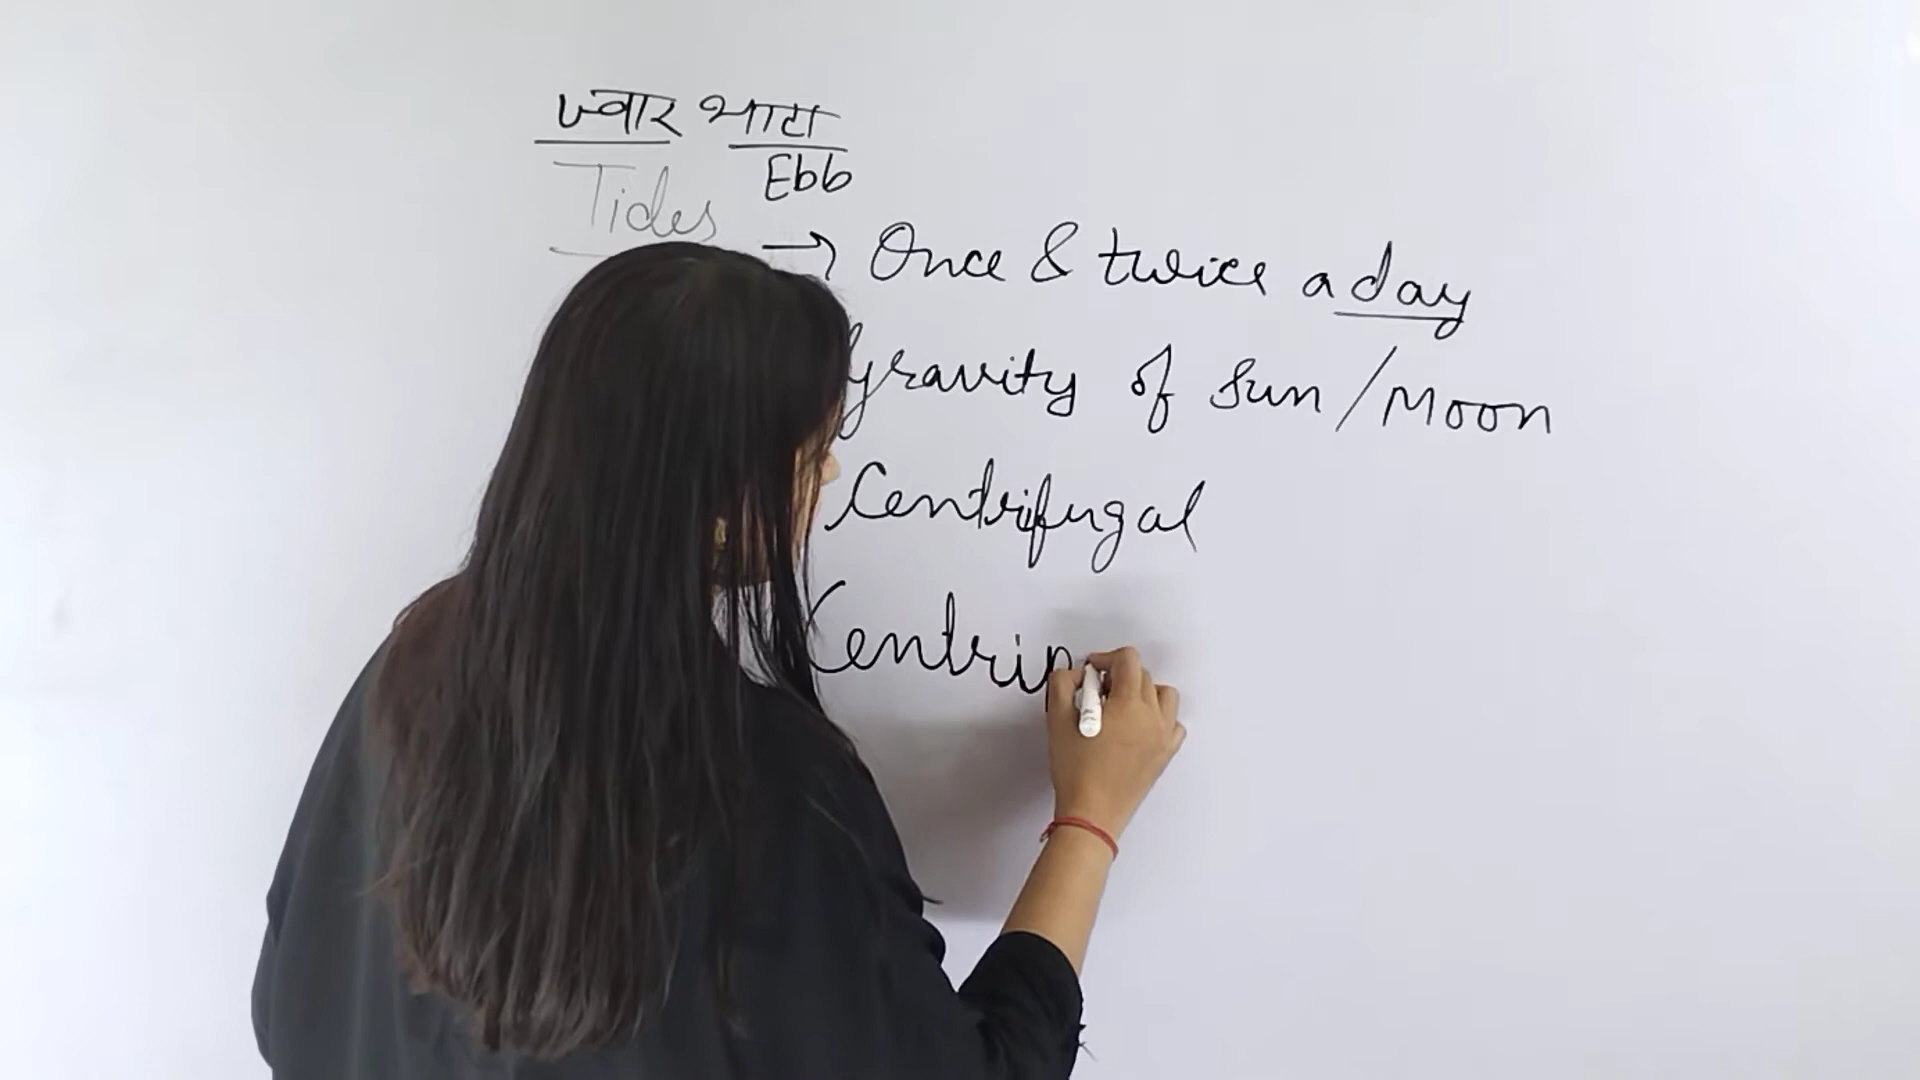 ज्वार भाटा
Tides Ebb
→ Once & twice a day
gravity of Sun/Moon
Centrifugal
Centrip